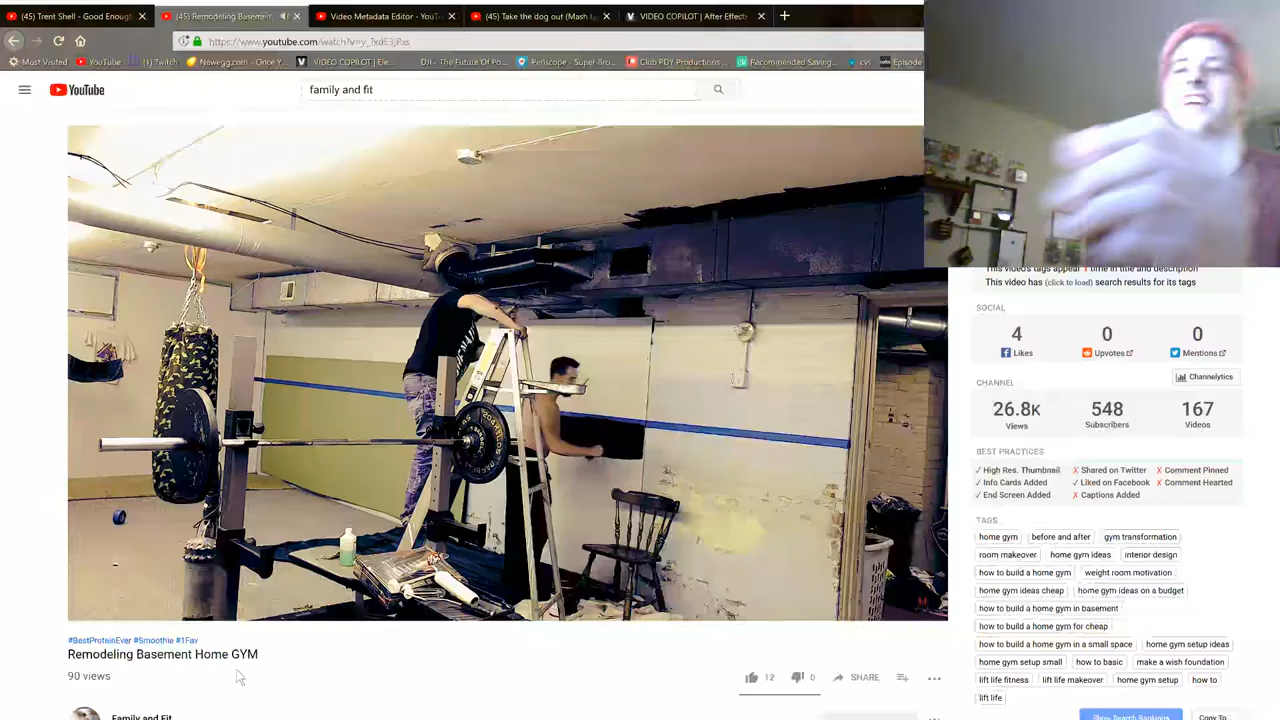 (45) Trent Shell - Good Enough
(45) Remodeling Basemen
Video Metadata Editor - YouT
(45) Take the dog out (Mash
VIDEO COPILOT | After Effects
https://www.youtube.com/watch?v=y_TxdE3jRxs
Most Visited
YouTube
(1) Twitch
Newegg.com - Once Y...
VIDEO COPILOT | Ele...
DJI - The Future Of Po...
Periscope - Super Bro...
Club PDY Productions...
Recommended Saving...
cvs
Episode
YouTube
family and fit
This video's tags appear 1 time in title and description
This video has (click to load) search results for its tags
SOCIAL
4 0 0
Likes Upvotes Mentions
Channelytics
CHANNEL
26.8K 548 167
Views Subscribers Videos
BEST PRACTICES
✓ High Res. Thumbnail ✗ Shared on Twitter ✗ Comment Pinned
✓ Info Cards Added ✓ Liked on Facebook ✗ Comment Hearted
✓ End Screen Added ✗ Captions Added
TAGS
home gym before and after gym transformation
room makeover home gym ideas interior design
how to build a home gym weight room motivation
home gym ideas cheap home gym ideas on a budget
how to build a home gym in basement
how to build a home gym for cheap
how to build a home gym in a small space home gym setup ideas
home gym setup small how to basic make a wish foundation
lift life fitness lift life makeover home gym setup how to
lift life
Show Search Rankings Copy To...
#BestProteinEver #Smoothie #1Fav
Remodeling Basement Home GYM
90 views
12 0 SHARE
Family and Fit